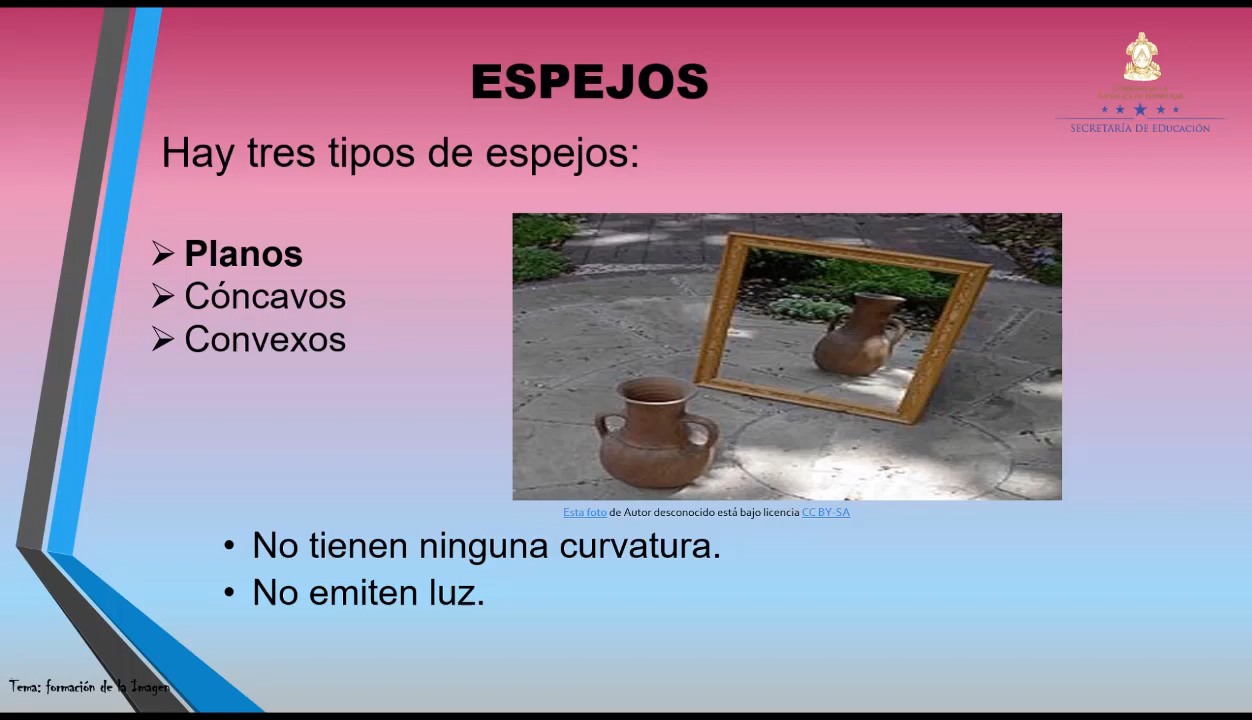 ESPEJOS
SECRETARÍA DE EDUCACIÓN
Hay tres tipos de espejos:
Planos
Cóncavos
Convexos
Esta foto de Autor desconocido está bajo licencia CC BY-SA
• No tienen ninguna curvatura.
• No emiten luz.
Tema: formación de la Imagen